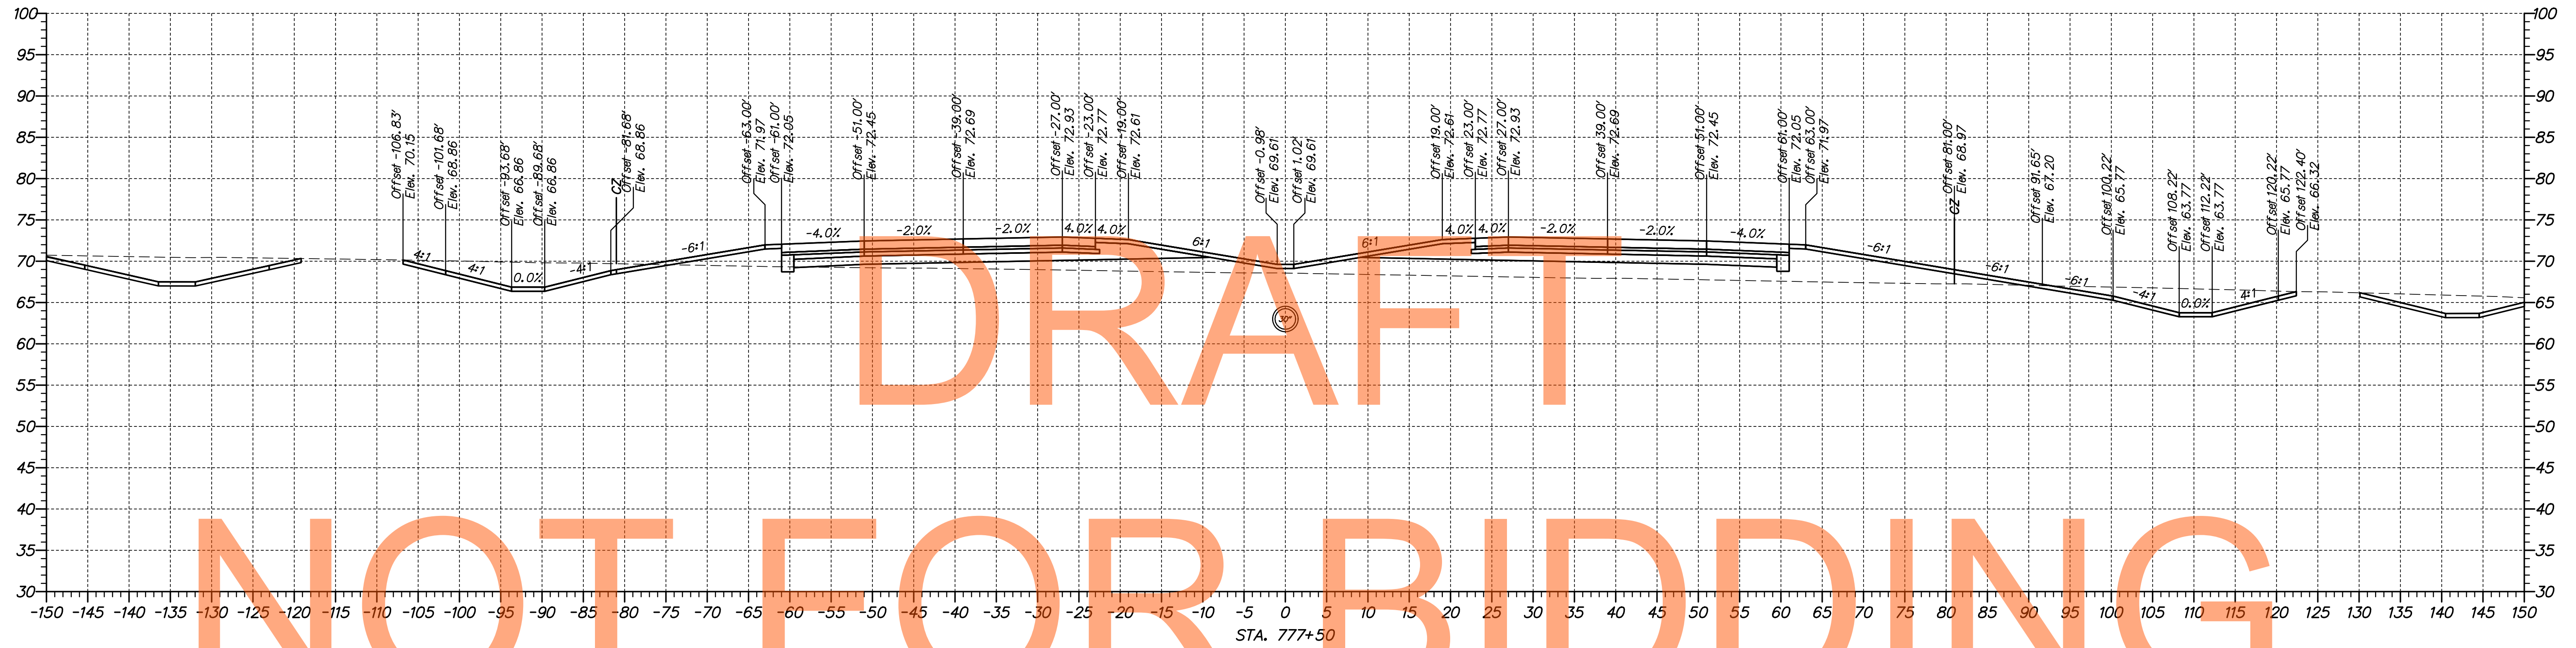 100
95
90
85
80
75
70
65
60
55
50
45
40
35
30
100
95
90
85
80
75
70
65
60
55
50
45
40
35
30
Offset -106.83'
Elev. 70.15
Offset -101.68'
Elev. 68.86
Offset -93.68'
Elev. 66.86
Offset -89.68'
Elev. 66.86
CZ
Offset -81.68'
Elev. 68.86
Offset -63.00'
Elev. 71.97
Offset -61.00'
Elev. 72.05
Offset -51.00'
Elev. 72.45
Offset -39.00'
Elev. 72.69
Offset -27.00'
Elev. 72.93
Offset -23.00'
Elev. 72.77
Offset -19.00'
Elev. 72.61
Offset -0.98'
Elev. 69.61
Offset 1.02'
Elev. 69.61
Offset 19.00'
Elev. 72.61
Offset 23.00'
Elev. 72.77
Offset 27.00'
Elev. 72.93
Offset 39.00'
Elev. 72.69
Offset 51.00'
Elev. 72.45
Offset 61.00'
Elev. 72.05
Offset 63.00'
Elev. 71.97
Offset 81.00'
Elev. 68.97
CZ
Offset 91.65'
Elev. 67.20
Offset 100.22'
Elev. 65.77
Offset 108.22'
Elev. 63.77
Offset 112.22'
Elev. 63.77
Offset 120.22'
Elev. 65.77
Offset 122.40'
Elev. 66.32
4:1
4:1
0.0%
-4:1
-6:1
-4.0%
-2.0%
-2.0%
4.0%
4.0%
6:1
6:1
4.0%
4.0%
-2.0%
-2.0%
-4.0%
-6:1
-6:1
-6:1
-4:1
0.0%
4:1
30"
DRAFT
NOT FOR BIDDING
-150 -145 -140 -135 -130 -125 -120 -115 -110 -105 -100 -95 -90 -85 -80 -75 -70 -65 -60 -55 -50 -45 -40 -35 -30 -25 -20 -15 -10 -5 0 5 10 15 20 25 30 35 40 45 50 55 60 65 70 75 80 85 90 95 100 105 110 115 120 125 130 135 140 145 150
STA. 777+50